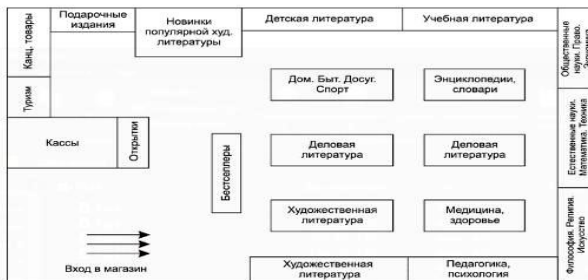 Канц. товары
Подарочные
издания
Новинки
популярной худ.
литературы
Детская литература
Учебная литература
Общественные
науки. Право.
Экономика
Туризм
Дом. Быт. Досуг.
Спорт
Энциклопедии,
словари
Кассы
Открытки
Бестселлеры
Деловая
литература
Деловая
литература
Естественные науки.
Математика. Техника
Художественная
литература
Медицина,
здоровье
Философия. Религия.
Искусство
Вход в магазин
Художественная
литература
Педагогика,
психология